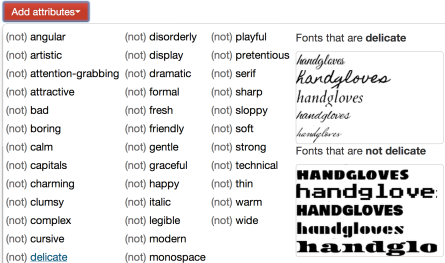 Add attributes
(not) angular
(not) artistic
(not) attention-grabbing
(not) attractive
(not) bad
(not) boring
(not) calm
(not) capitals
(not) charming
(not) clumsy
(not) complex
(not) cursive
(not) delicate
(not) disorderly
(not) display
(not) dramatic
(not) formal
(not) fresh
(not) friendly
(not) gentle
(not) graceful
(not) happy
(not) italic
(not) legible
(not) modern
(not) monospace
(not) playful
(not) pretentious
(not) serif
(not) sharp
(not) sloppy
(not) soft
(not) strong
(not) technical
(not) thin
(not) warm
(not) wide
Fonts that are delicate
handgloves
handgloves
handgloves
handgloves
handgloves
Fonts that are not delicate
HANDGLOVES
handglove
HANDGLOVES
handgloves
handglo